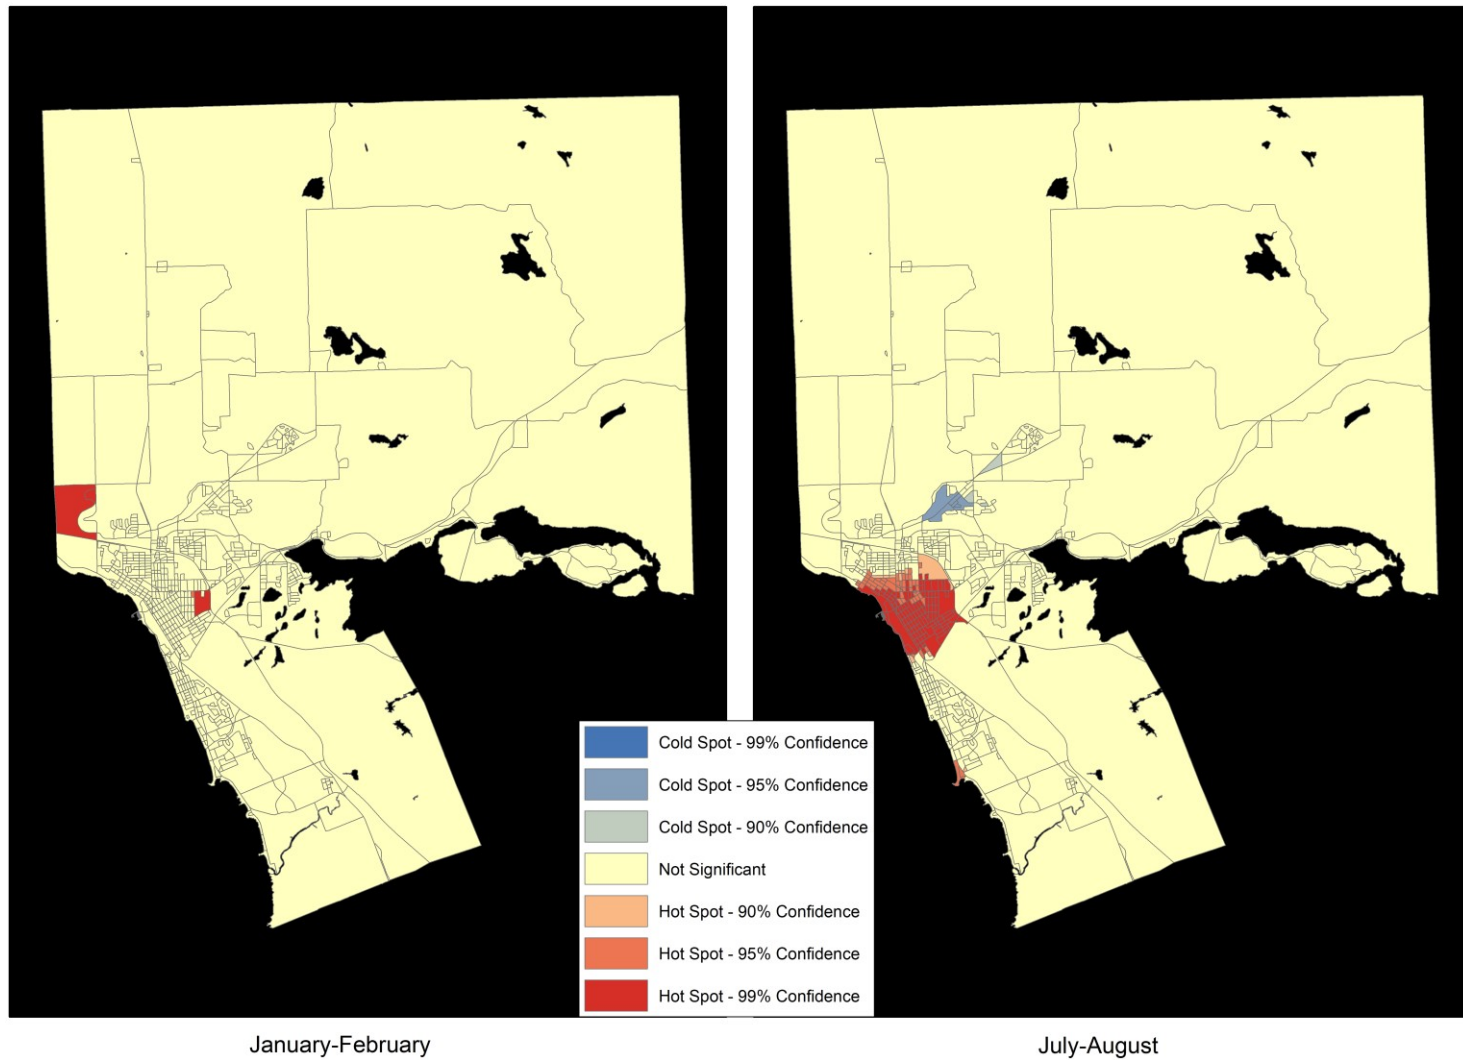 Cold Spot - 99% Confidence
Cold Spot - 95% Confidence
Cold Spot - 90% Confidence
Not Significant
Hot Spot - 90% Confidence
Hot Spot - 95% Confidence
Hot Spot - 99% Confidence
January-February
July-August